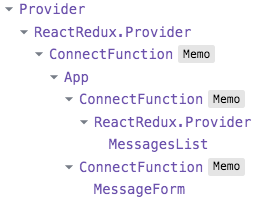 Provider
ReactRedux.Provider
ConnectFunction Memo
App
ConnectFunction Memo
ReactRedux.Provider
MessagesList
ConnectFunction Memo
MessageForm